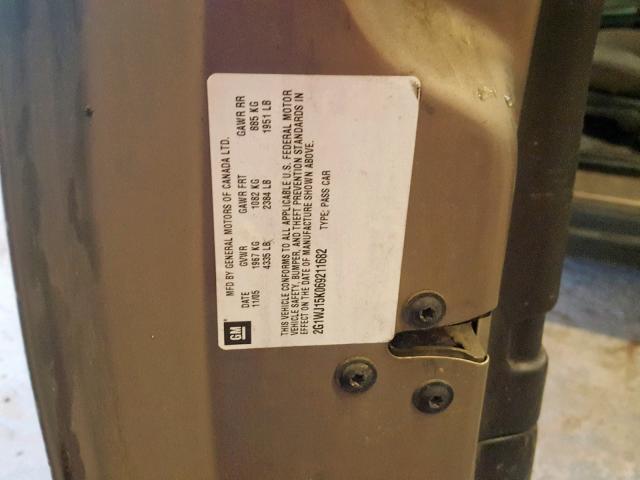 MFD BY GENERAL MOTORS OF CANADA LTD.
DATE GVWR GAWR FRT GAWR RR
11/05 1967 KG 1082 KG 885 KG
4335 LB 2384 LB 1951 LB
THIS VEHICLE CONFORMS TO ALL APPLICABLE U.S. FEDERAL MOTOR
VEHICLE SAFETY, BUMPER, AND THEFT PREVENTION STANDARDS IN
EFFECT ON THE DATE OF MANUFACTURE SHOWN ABOVE.
2G1WJ15K069211682 TYPE: PASS CAR
GM